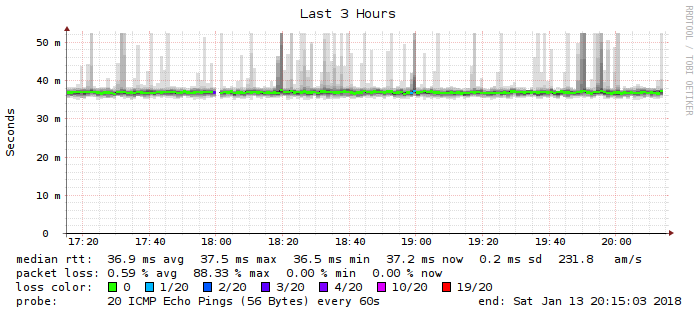 Last 3 Hours
RRDTOOL / TOBI OETIKER
Seconds
50 m
40 m
30 m
20 m
10 m
0
17:20 17:40 18:00 18:20 18:40 19:00 19:20 19:40 20:00
median rtt: 36.9 ms avg 37.5 ms max 36.5 ms min 37.2 ms now 0.2 ms sd 231.8 am/s
packet loss: 0.59 % avg 88.33 % max 0.00 % min 0.00 % now
loss color: 0 1/20 2/20 3/20 4/20 10/20 19/20
probe: 20 ICMP Echo Pings (56 Bytes) every 60s end: Sat Jan 13 20:15:03 2018